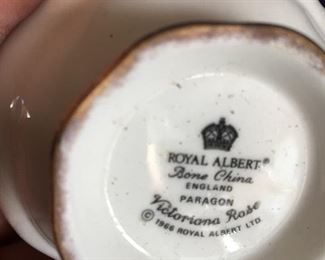 ROYAL ALBERT®
Bone China
ENGLAND
PARAGON
Victoriana Rose
© 1966 ROYAL ALBERT LTD